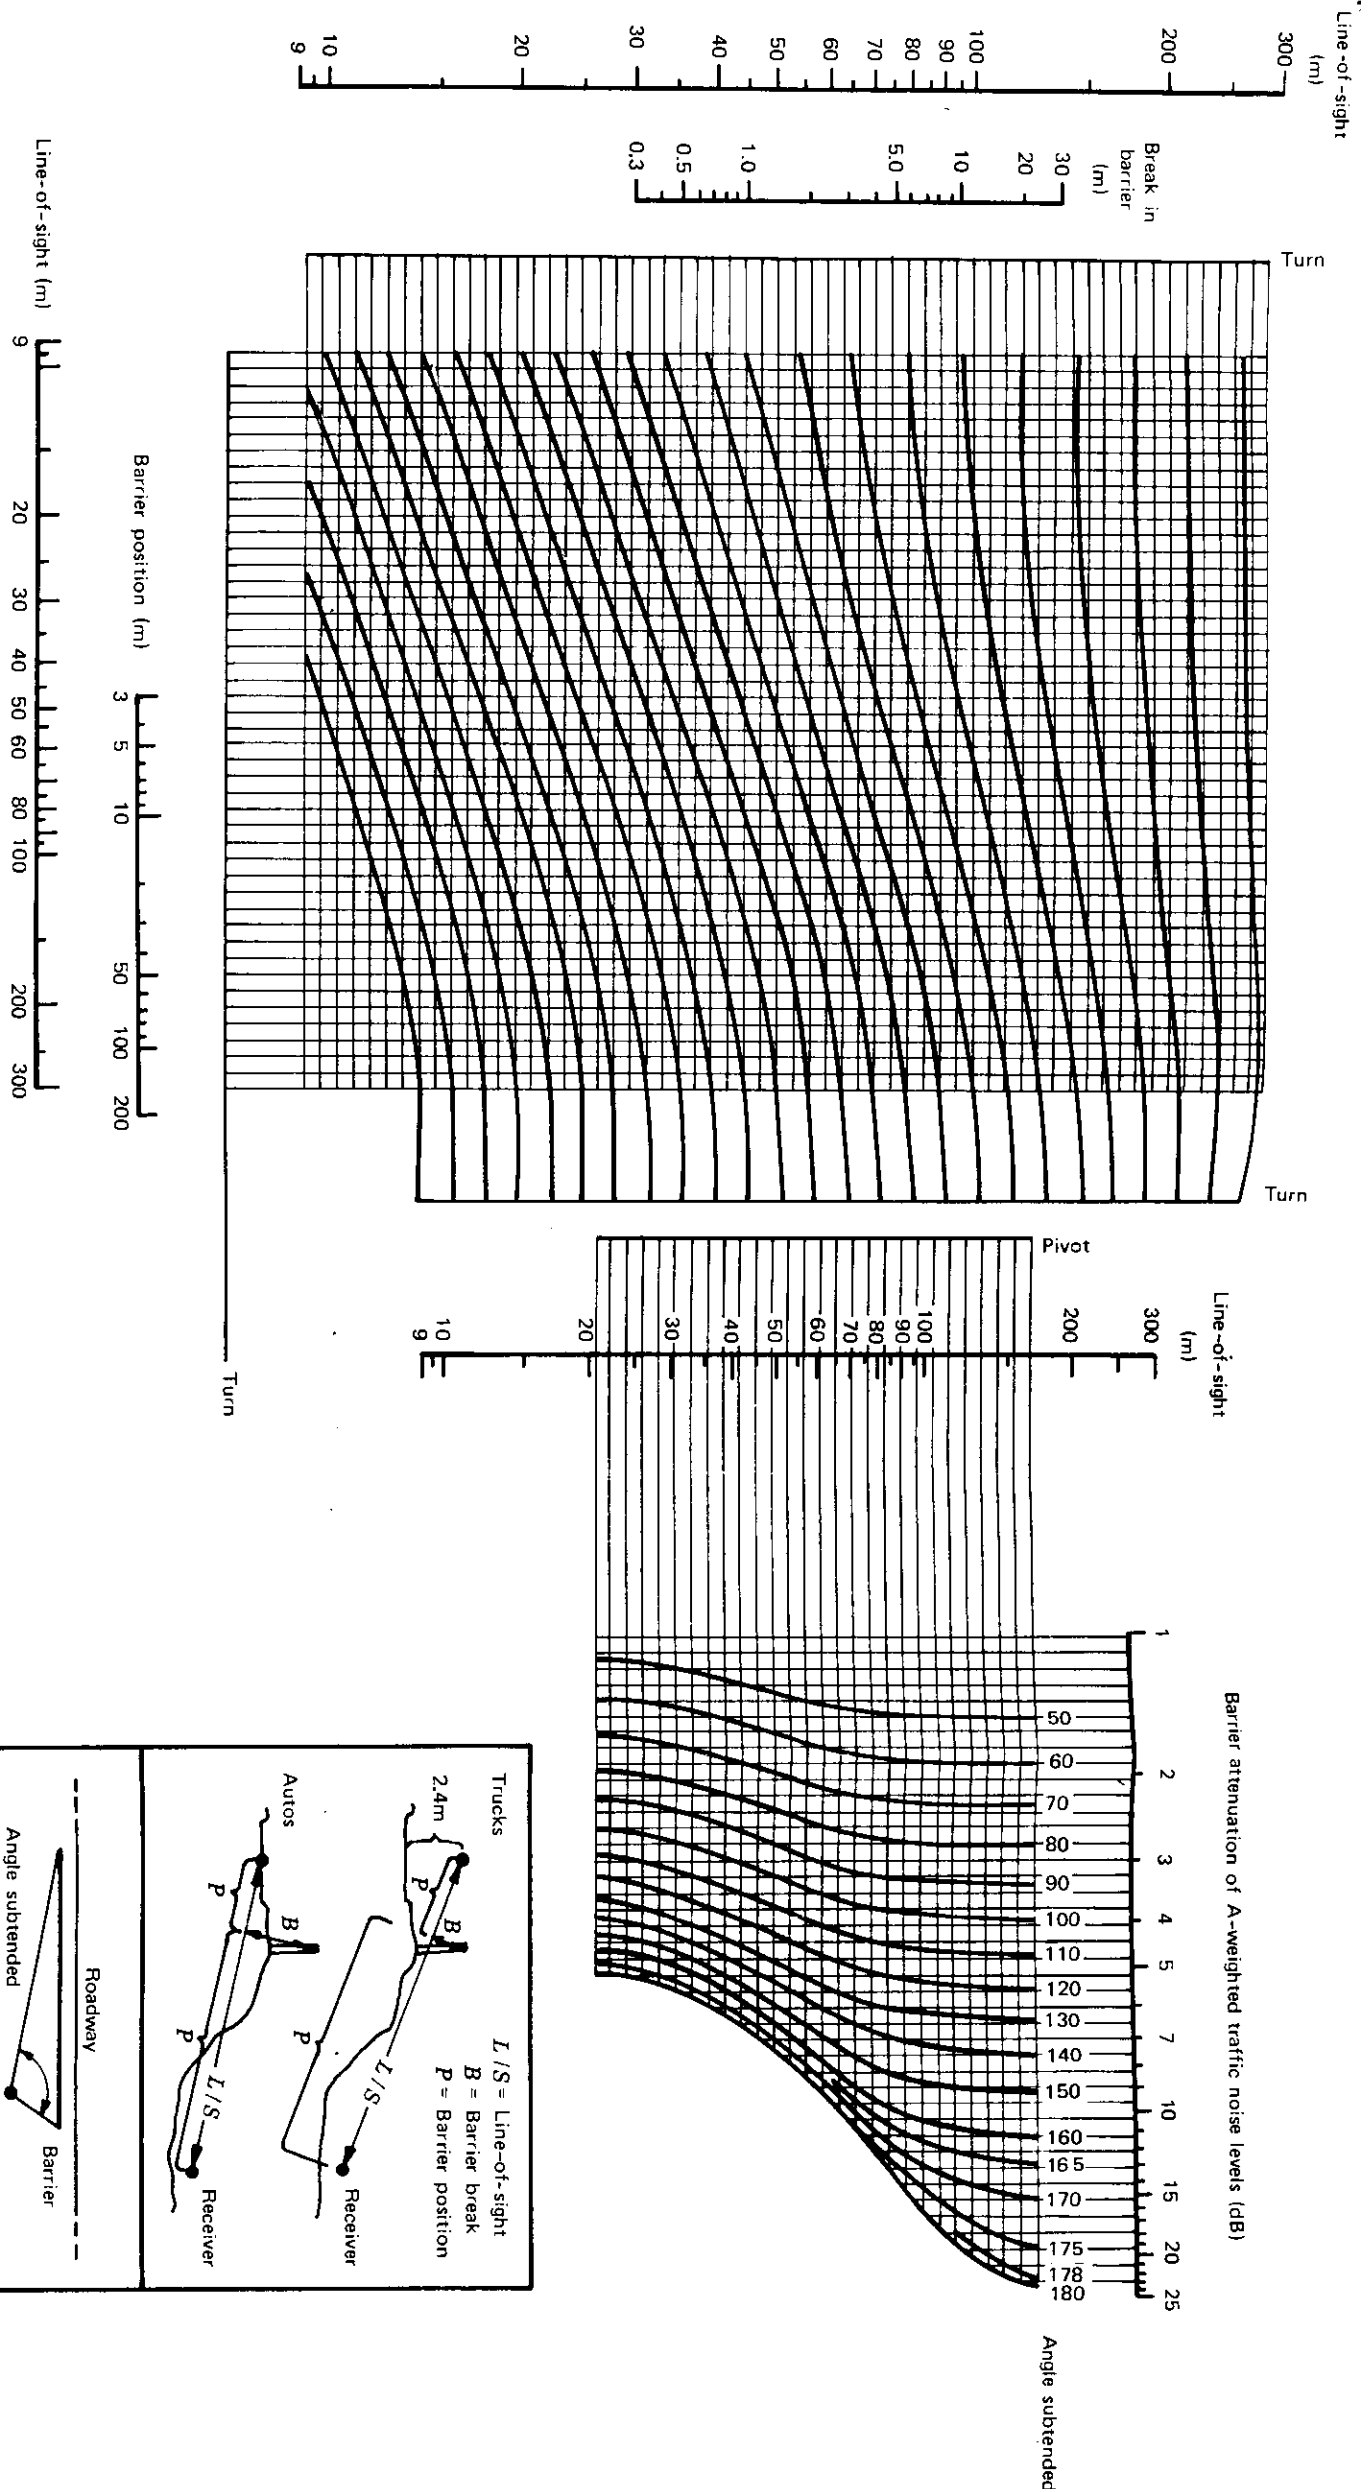 Line-of-sight
(m)
300
200
100
90
80
70
60
50
40
30
20
10
9
Break in
barrier
(m)
30
20
10
5.0
1.0
0.5
0.3
Turn
Turn
Turn
Line-of-sight (m)
9
20
30
40
50
60
80
100
200
300
Barrier position (m)
3
5
10
50
100
200
Pivot
Line-of-sight
(m)
300
200
100
90
80
70
60
50
40
30
20
10
9
Barrier attenuation of A-weighted traffic noise levels (dB)
1
2
3
4
5
7
10
15
20
25
50
60
70
80
90
100
110
120
130
140
150
160
165
170
175
178
180
Angle subtended
Trucks
2.4m
P
B
P
L/S
Receiver
L/S = Line-of-sight
B = Barrier break
P = Barrier position
Autos
P
B
P
L/S
Receiver
Roadway
Angle subtended
Barrier